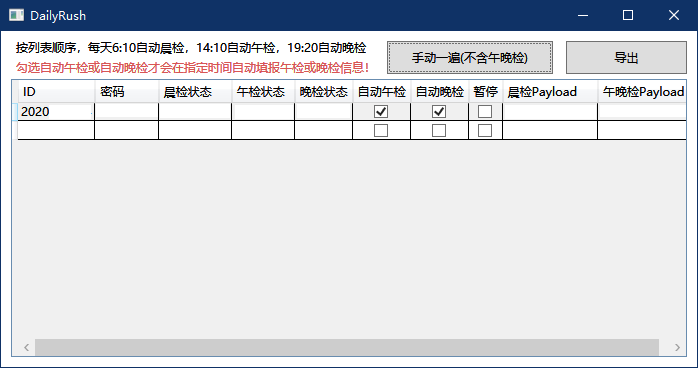 DailyRush
按列表顺序，每天6:10自动晨检，14:10自动午检，19:20自动晚检
勾选自动午检或自动晚检才会在指定时间自动填报午检或晚检信息！
手动一遍(不含午晚检)
导出
ID 密码 晨检状态 午检状态 晚检状态 自动午检 自动晚检 暂停 晨检Payload 午晚检Payload
2020